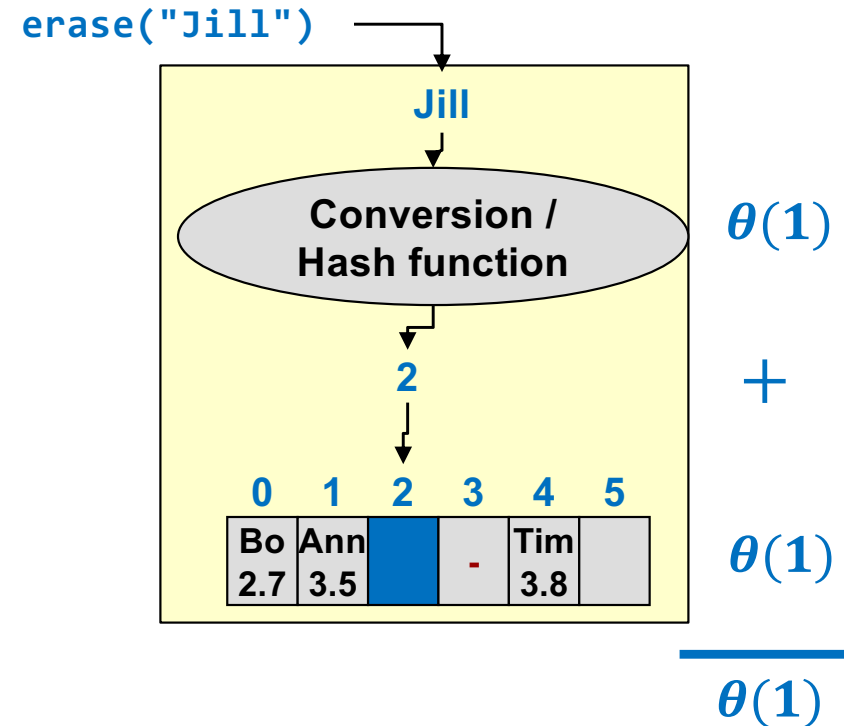 erase("Jill")
Jill
Conversion /
Hash function
θ(1)
2
+
0 1 2 3 4 5
Bo Ann - Tim
2.7 3.5 3.8
θ(1)
θ(1)